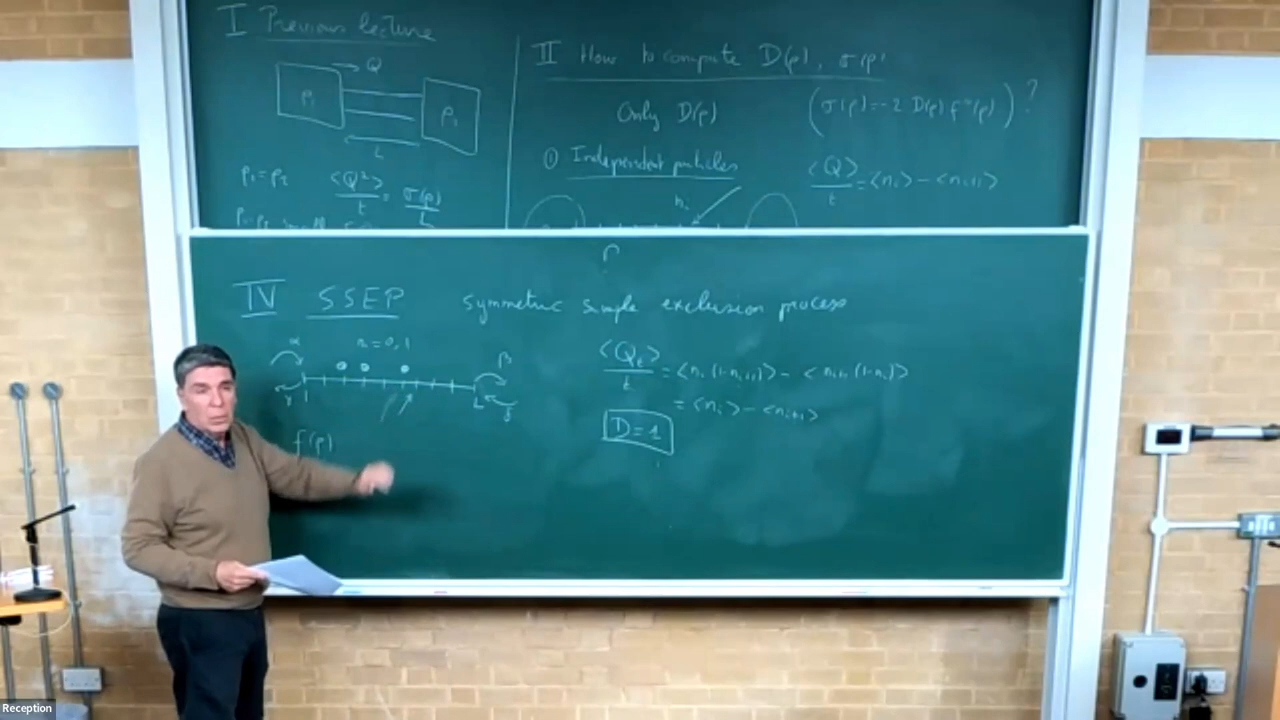 I Previous lecture
Q
ρ₁
ρ₂
L
ρ₁=ρ₂ <Q²>/t = σ(ρ)/L
II How to compute D(ρ), σ(ρ)
Only D(ρ) (σ(ρ)=-2 D(ρ) f"(ρ))?
① Independent particles
<Q>/t = <nᵢ> - <nᵢ₊₁>
nᵢ
IV SSEP symmetric simple exclusion process
α n=0,1 β
γ 1 L δ
f(ρ)
<Qₜ>/t = <nᵢ(1-nᵢ₊₁)> - <nᵢ₊₁(1-nᵢ)>
= <nᵢ> - <nᵢ₊₁>
D=1
Reception